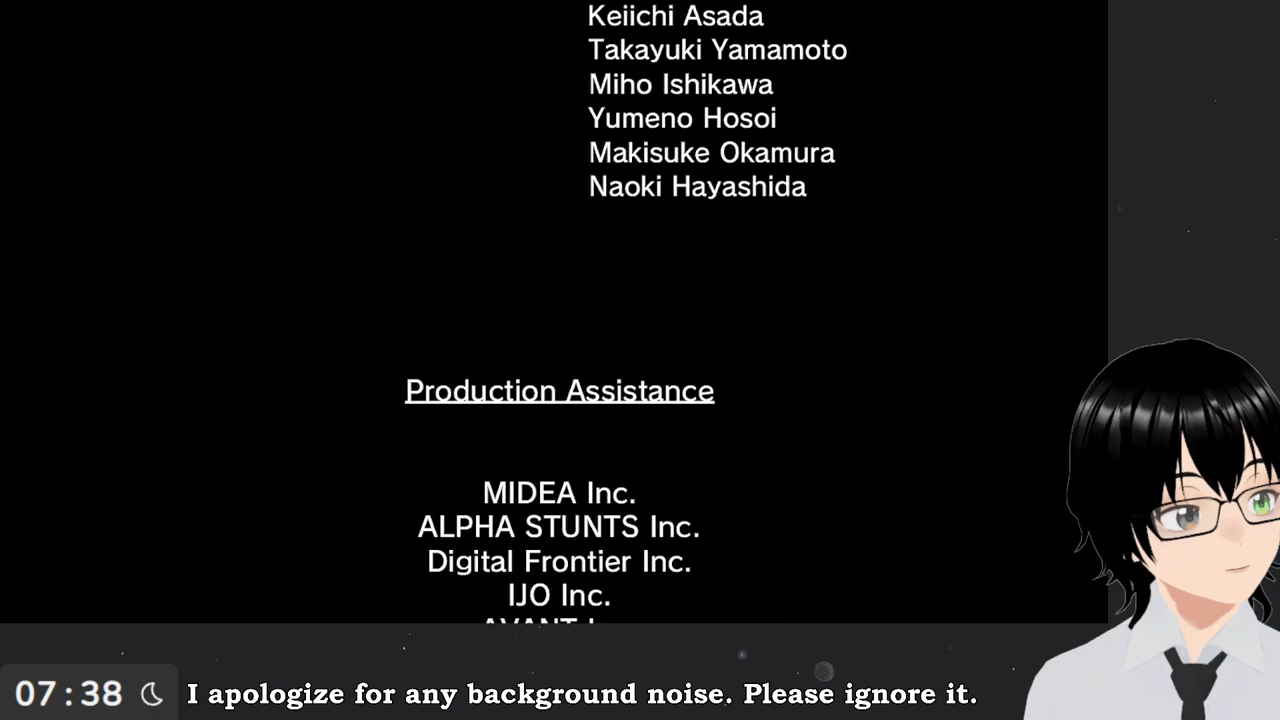 Keiichi Asada
Takayuki Yamamoto
Miho Ishikawa
Yumeno Hosoi
Makisuke Okamura
Naoki Hayashida
Production Assistance
MIDEA Inc.
ALPHA STUNTS Inc.
Digital Frontier Inc.
IJO Inc.
07:38
I apologize for any background noise. Please ignore it.